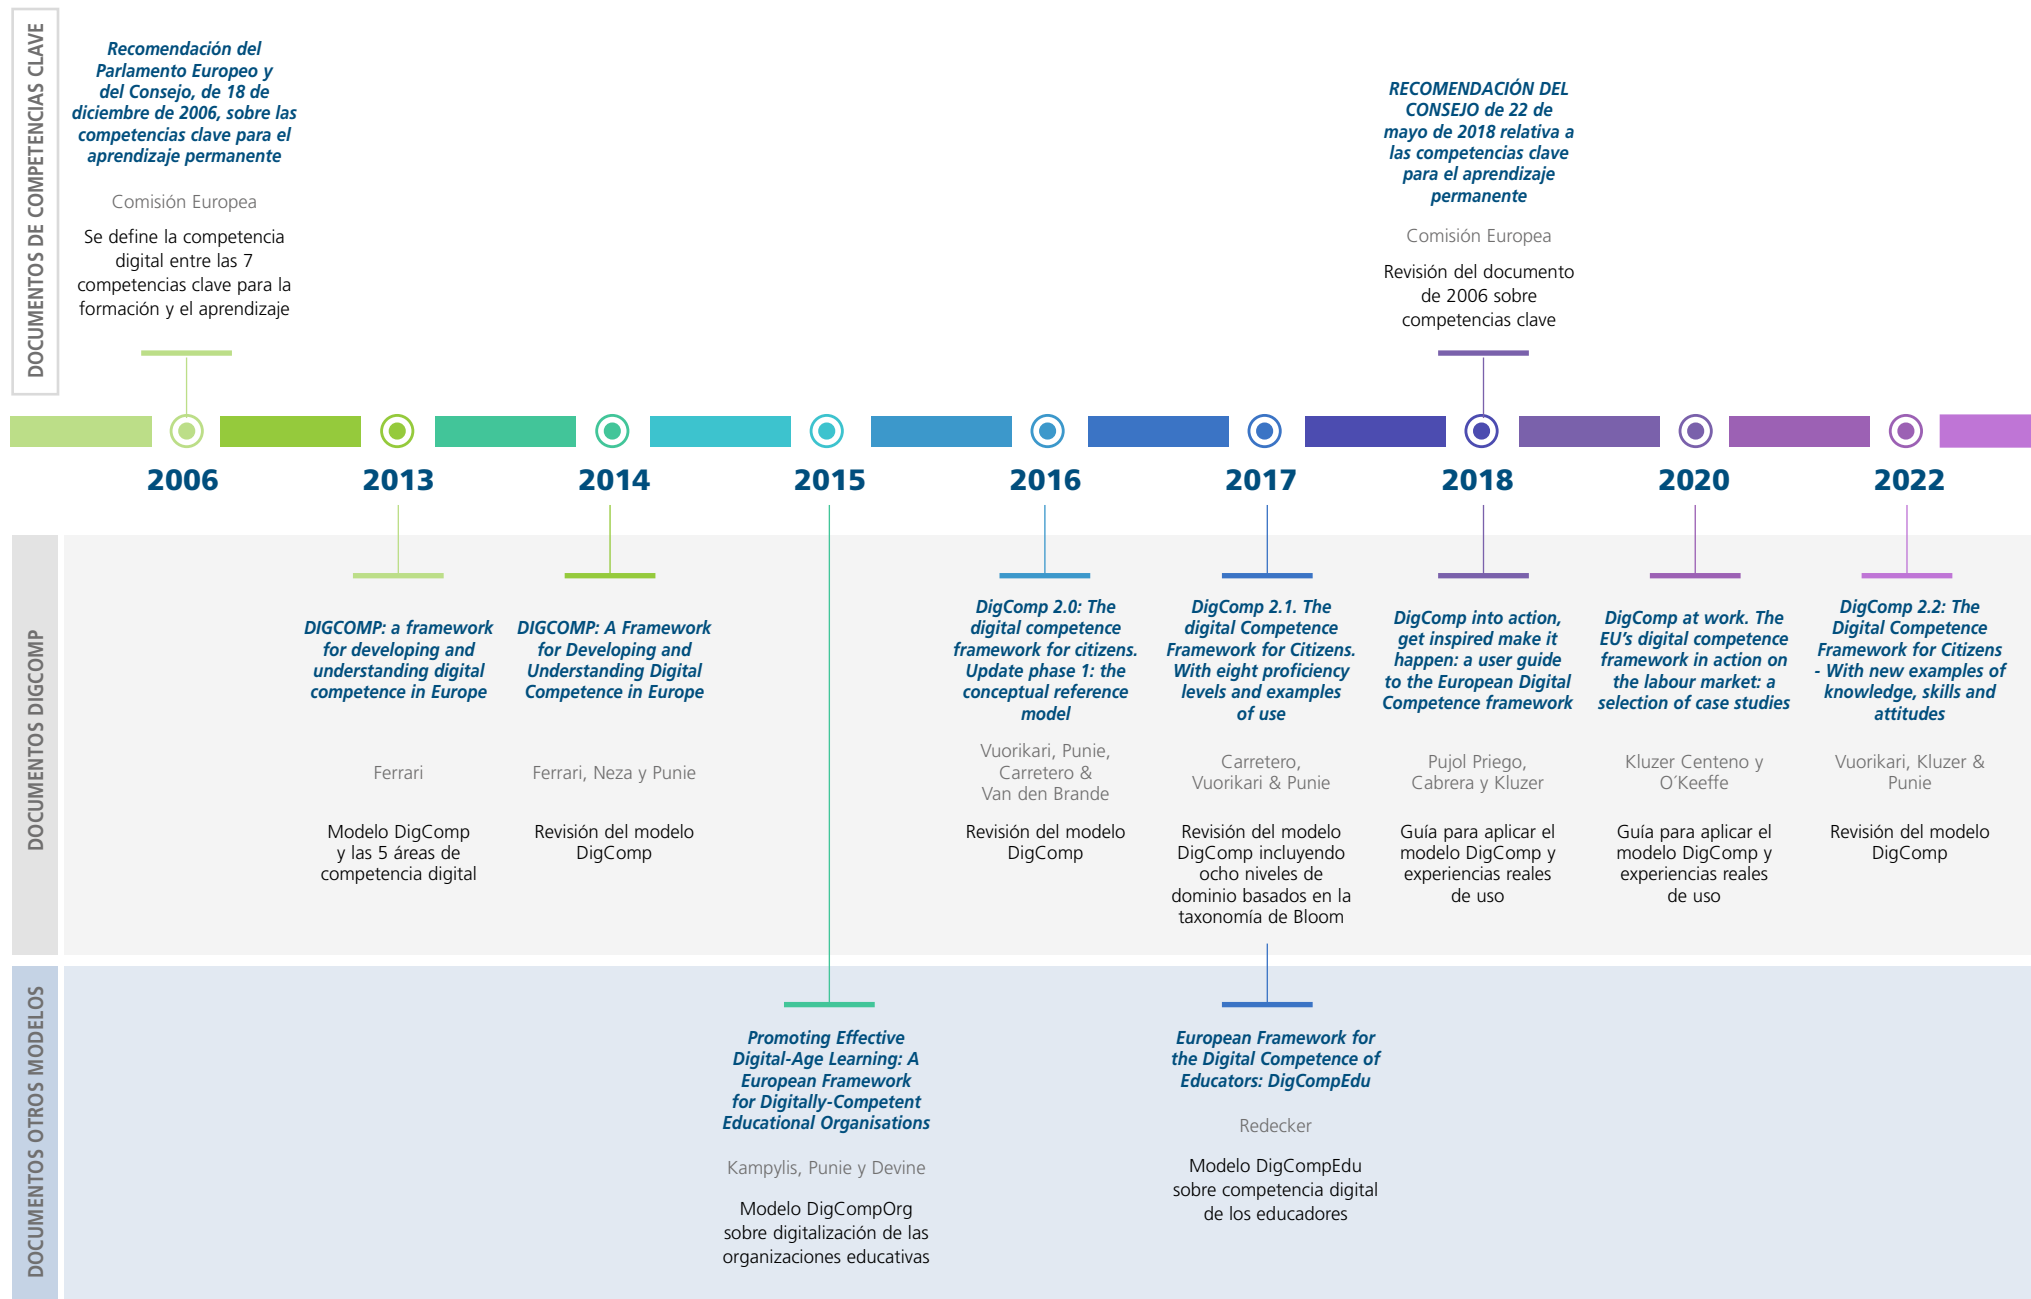 DOCUMENTOS DE COMPETENCIAS CLAVE
Recomendación del
Parlamento Europeo y
del Consejo, de 18 de
diciembre de 2006, sobre las
competencias clave para el
aprendizaje permanente
Comisión Europea
Se define la competencia
digital entre las 7
competencias clave para la
formación y el aprendizaje
RECOMENDACIÓN DEL
CONSEJO de 22 de
mayo de 2018 relativa a
las competencias clave
para el aprendizaje
permanente
Comisión Europea
Revisión del documento
de 2006 sobre
competencias clave
2006
2013
2014
2015
2016
2017
2018
2020
2022
DOCUMENTOS DIGCOMP
DIGCOMP: a framework
for developing and
understanding digital
competence in Europe
Ferrari
Modelo DigComp
y las 5 áreas de
competencia digital
DIGCOMP: A Framework
for Developing and
Understanding Digital
Competence in Europe
Ferrari, Neza y Punie
Revisión del modelo
DigComp
DigComp 2.0: The
digital competence
framework for citizens.
Update phase 1: the
conceptual reference
model
Vuorikari, Punie,
Carretero &
Van den Brande
Revisión del modelo
DigComp
DigComp 2.1. The
digital Competence
Framework for Citizens.
With eight proficiency
levels and examples
of use
Carretero,
Vuorikari & Punie
Revisión del modelo
DigComp incluyendo
ocho niveles de
dominio basados en la
taxonomía de Bloom
DigComp into action,
get inspired make it
happen: a user guide
to the European Digital
Competence framework
Pujol Priego,
Cabrera y Kluzer
Guía para aplicar el
modelo DigComp y
experiencias reales
de uso
DigComp at work. The
EU's digital competence
framework in action on
the labour market: a
selection of case studies
Kluzer Centeno y
O´Keeffe
Guía para aplicar el
modelo DigComp y
experiencias reales
de uso
DigComp 2.2: The
Digital Competence
Framework for Citizens
- With new examples of
knowledge, skills and
attitudes
Vuorikari, Kluzer &
Punie
Revisión del modelo
DigComp
DOCUMENTOS OTROS MODELOS
Promoting Effective
Digital-Age Learning: A
European Framework
for Digitally-Competent
Educational Organisations
Kampylis, Punie y Devine
Modelo DigCompOrg
sobre digitalización de las
organizaciones educativas
European Framework for
the Digital Competence of
Educators: DigCompEdu
Redecker
Modelo DigCompEdu
sobre competencia digital
de los educadores